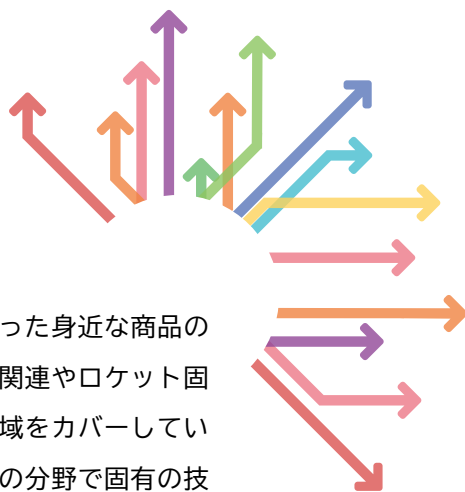 った身近な商品の
関連やロケット固
域をカバーしてい
の分野で固有の技